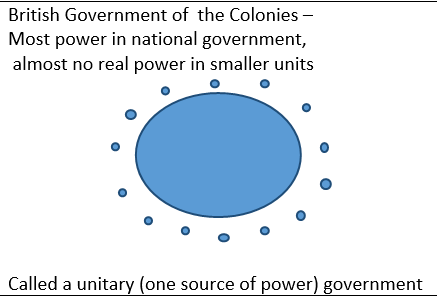 British Government of  the Colonies –
Most power in national government,
almost no real power in smaller units
Called a unitary (one source of power) government